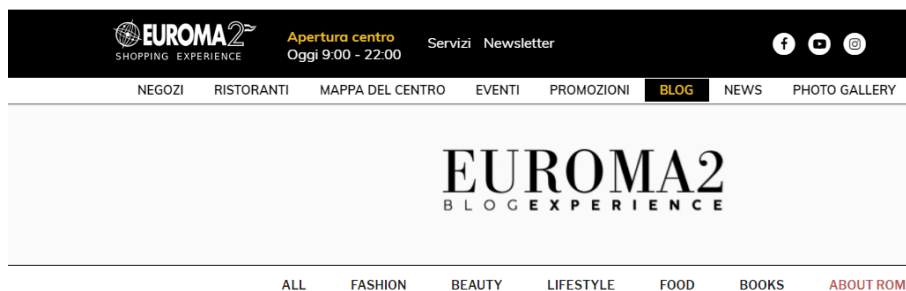 EUROMA2
SHOPPING EXPERIENCE
Apertura centro
Oggi 9:00 - 22:00
Servizi Newsletter
NEGOZI RISTORANTI MAPPA DEL CENTRO EVENTI PROMOZIONI BLOG NEWS PHOTO GALLERY
EUROMA2
BLOGEXPERIENCE
ALL FASHION BEAUTY LIFESTYLE FOOD BOOKS ABOUT ROM